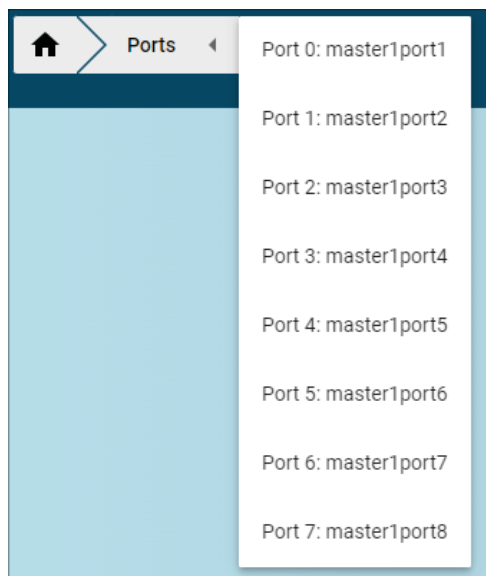 Ports
Port 0: master1port1
Port 1: master1port2
Port 2: master1port3
Port 3: master1port4
Port 4: master1port5
Port 5: master1port6
Port 6: master1port7
Port 7: master1port8